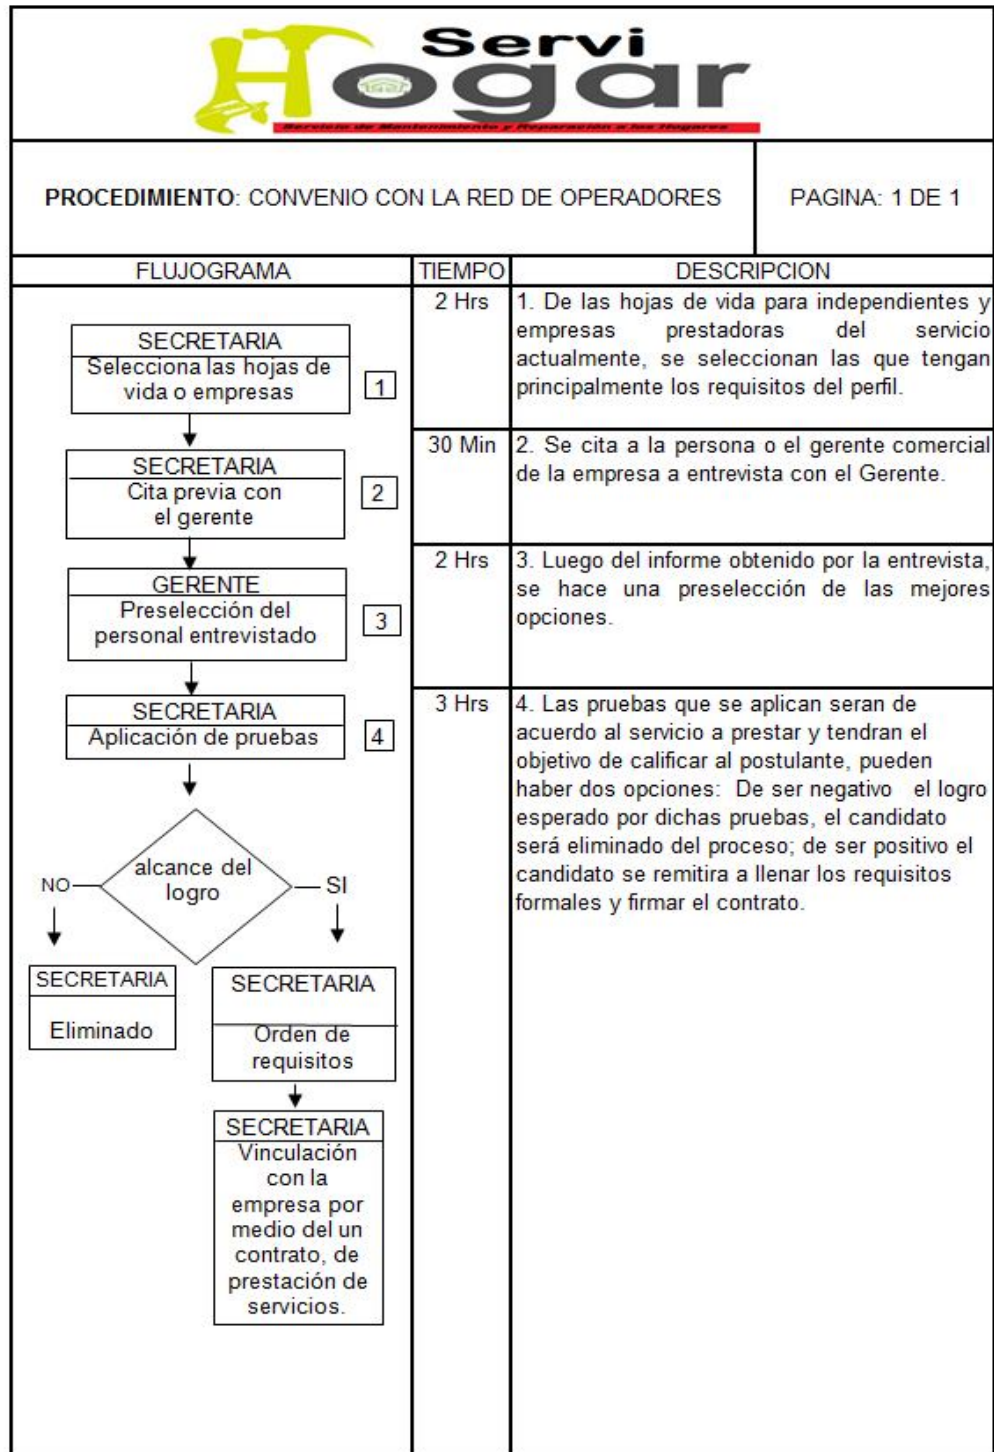 Servi
Hogar
Servicio de Mantenimiento y Reparación a los Hogares
PROCEDIMIENTO: CONVENIO CON LA RED DE OPERADORES
PAGINA: 1 DE 1
FLUJOGRAMA
TIEMPO
DESCRIPCION
SECRETARIA
Selecciona las hojas de
vida o empresas
1
2 Hrs
1. De las hojas de vida para independientes y
empresas prestadoras del servicio
actualmente, se seleccionan las que tengan
principalmente los requisitos del perfil.
SECRETARIA
Cita previa con
el gerente
2
30 Min
2. Se cita a la persona o el gerente comercial
de la empresa a entrevista con el Gerente.
GERENTE
Preselección del
personal entrevistado
3
2 Hrs
3. Luego del informe obtenido por la entrevista,
se hace una preselección de las mejores
opciones.
SECRETARIA
Aplicación de pruebas
4
3 Hrs
4. Las pruebas que se aplican seran de
acuerdo al servicio a prestar y tendran el
objetivo de calificar al postulante, pueden
haber dos opciones: De ser negativo el logro
esperado por dichas pruebas, el candidato
será eliminado del proceso; de ser positivo el
candidato se remitira a llenar los requisitos
formales y firmar el contrato.
alcance del
logro
NO
SI
SECRETARIA
Eliminado
SECRETARIA
Orden de
requisitos
SECRETARIA
Vinculación
con la
empresa por
medio del un
contrato, de
prestación de
servicios.